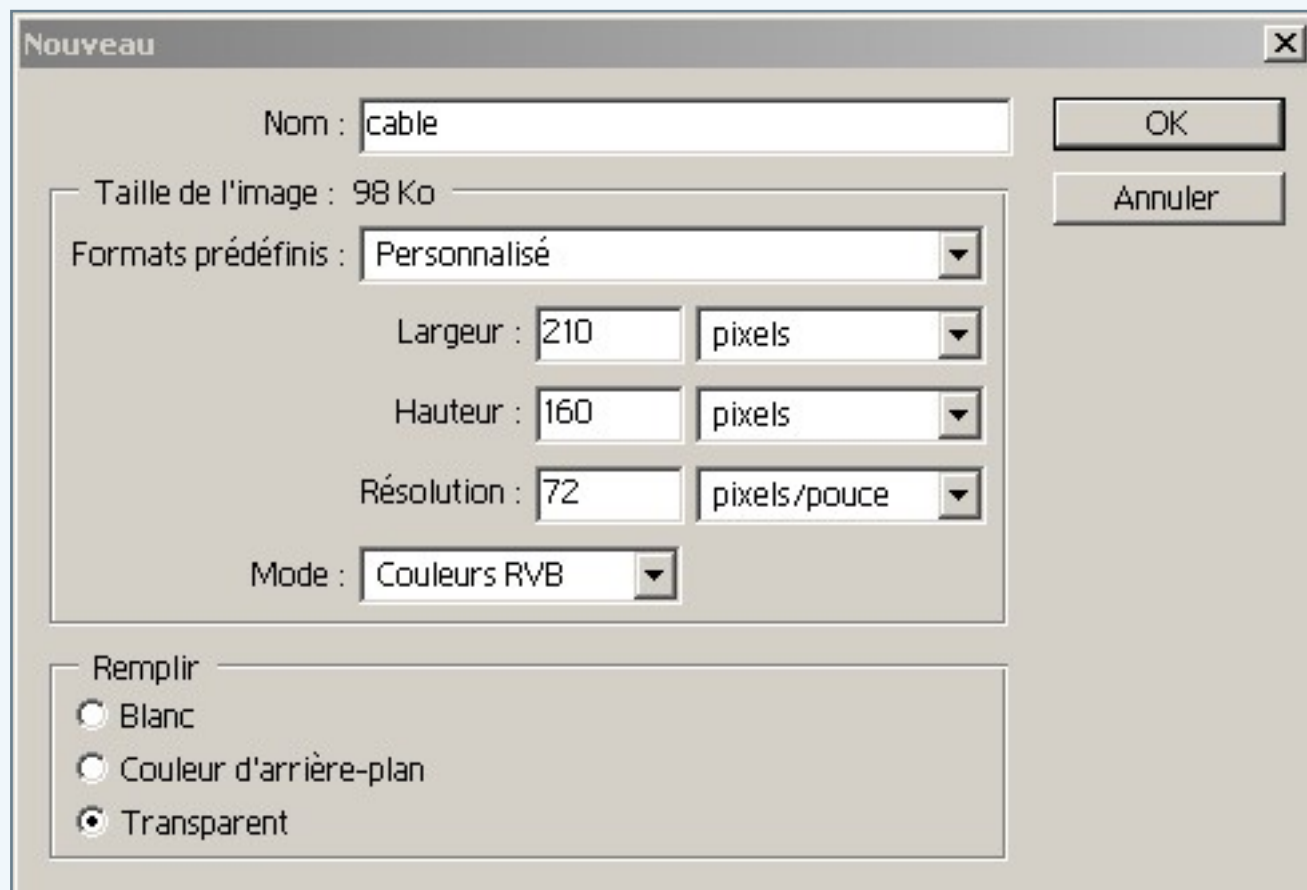 Nouveau
Nom : cable
OK
Taille de l'image : 98 Ko
Annuler
Formats prédéfinis : Personnalisé
Largeur : 210 pixels
Hauteur : 160 pixels
Résolution : 72 pixels/pouce
Mode : Couleurs RVB
Remplir
Blanc
Couleur d'arrière-plan
Transparent